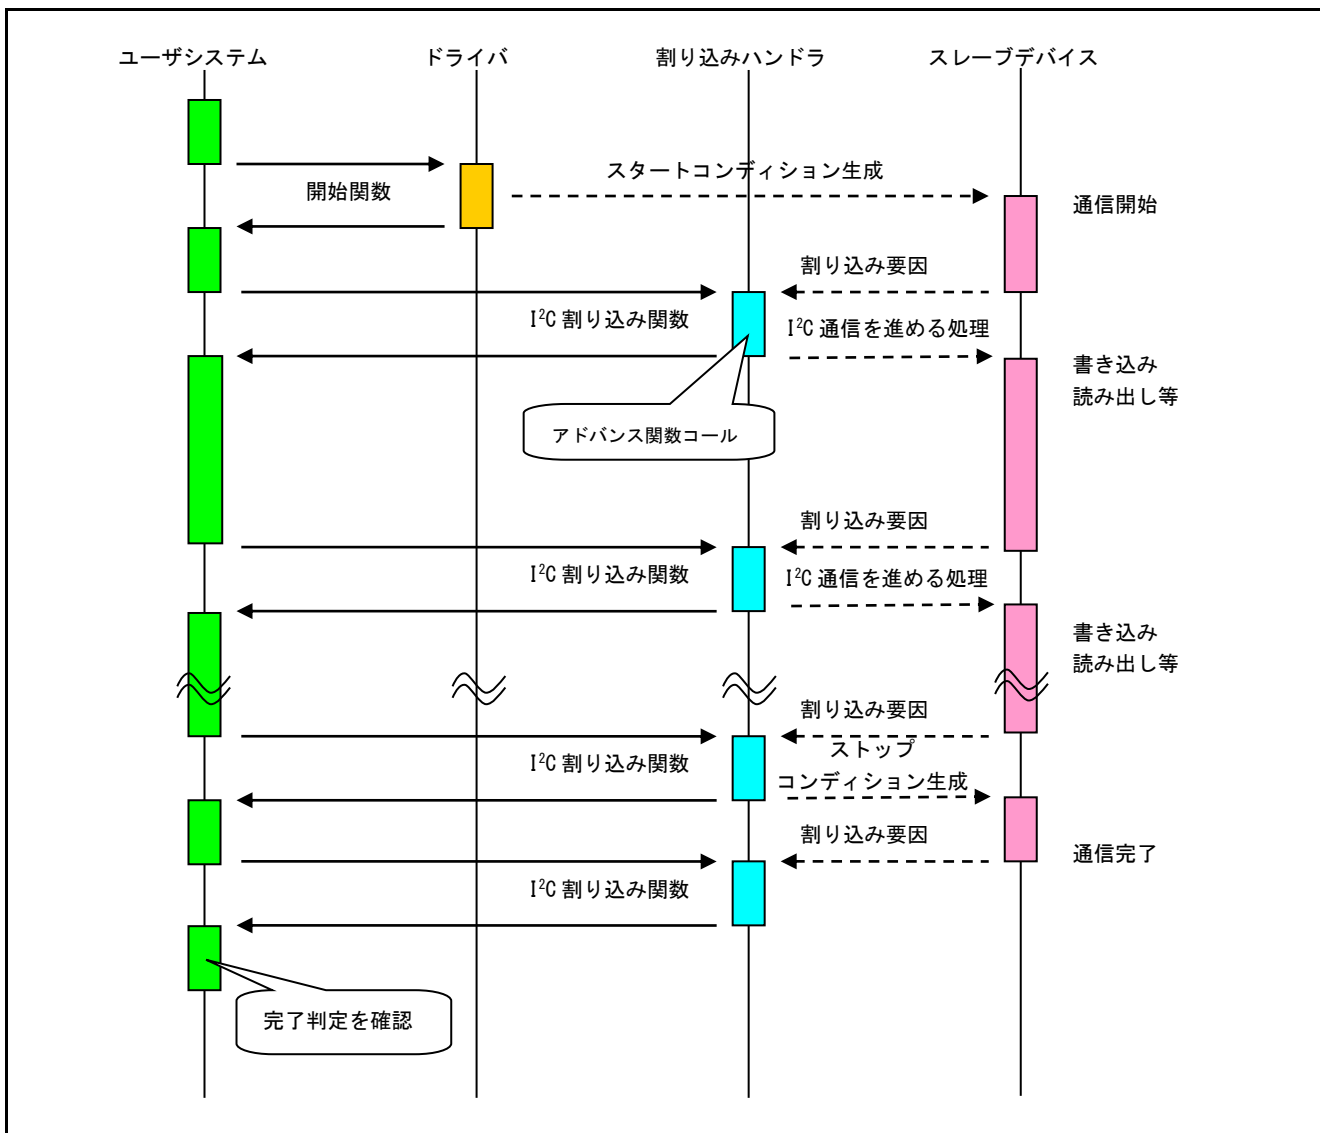 ユーザシステム
ドライバ
割り込みハンドラ
スレーブデバイス
スタートコンディション生成
開始関数
通信開始
割り込み要因
I²C 割り込み関数
I²C 通信を進める処理
書き込み
読み出し等
アドバンス関数コール
割り込み要因
I²C 割り込み関数
I²C 通信を進める処理
書き込み
読み出し等
割り込み要因
I²C 割り込み関数
ストップ
コンディション生成
割り込み要因
通信完了
I²C 割り込み関数
完了判定を確認